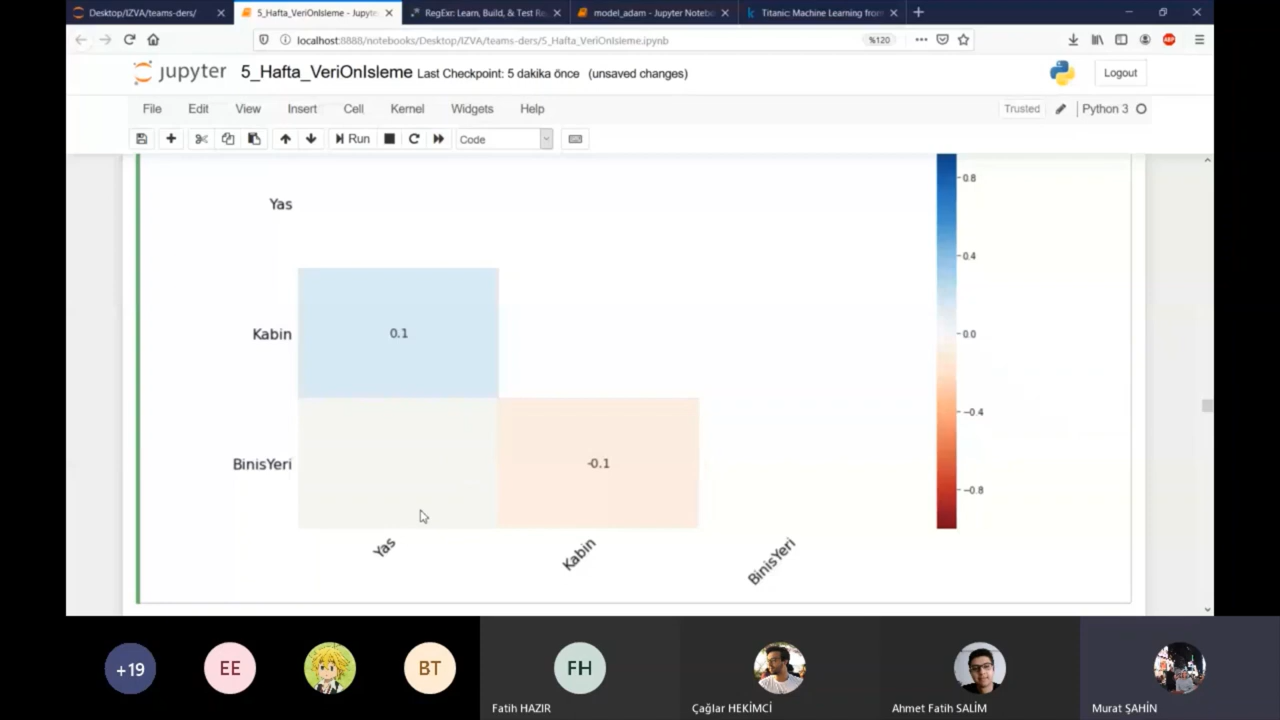 Desktop/IZVA/teams-ders/
5_Hafta_VeriOnIsleme - Jupyte
RegExr: Learn, Build, & Test Re
model_adam - Jupyter Notebo
Titanic: Machine Learning from
localhost:8888/notebooks/Desktop/IZVA/teams-ders/5_Hafta_VeriOnIsleme.ipynb
%120
ABP
jupyter 5_Hafta_VeriOnIsleme Last Checkpoint: 5 dakika önce (unsaved changes)
Logout
File Edit View Insert Cell Kernel Widgets Help
Trusted
Python 3
Run
Code
0.8
Yas
0.4
Kabin
0.1
0.0
-0.4
BinisYeri
-0.1
-0.8
Yas
Kabin
BinisYeri
+19
EE
BT
FH
Fatih HAZIR
Çağlar HEKİMCİ
Ahmet Fatih SALİM
Murat ŞAHİN